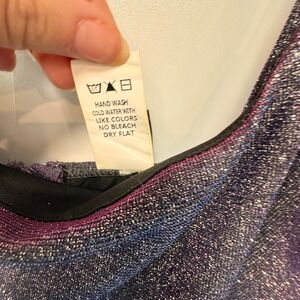 HAND WASH
COLD WATER WITH
LIKE COLORS
NO BLEACH
DRY FLAT